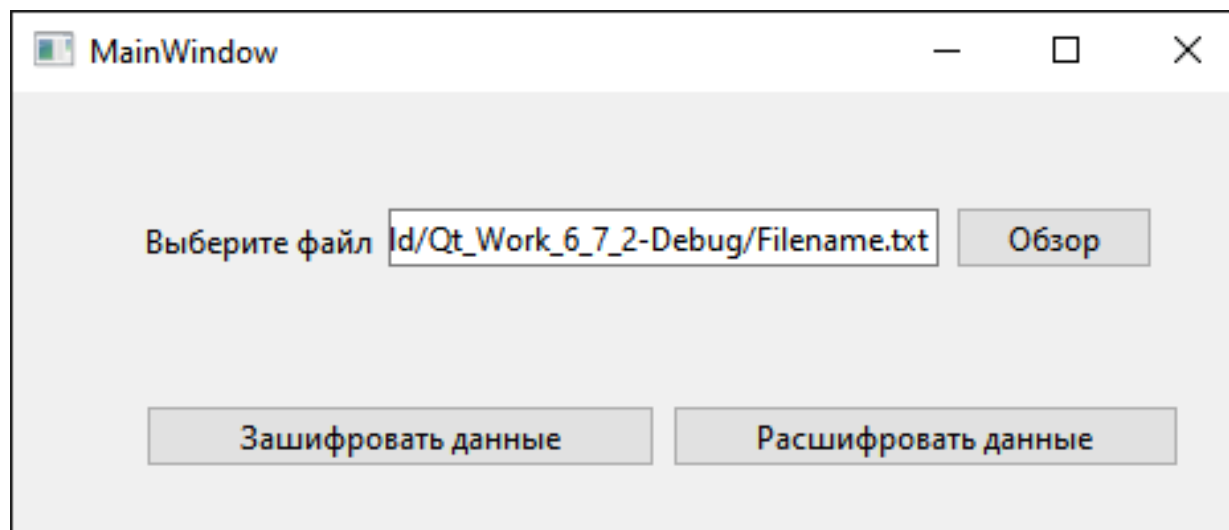 MainWindow
Выберите файл ld/Qt_Work_6_7_2-Debug/Filename.txt Обзор
Зашифровать данные Расшифровать данные